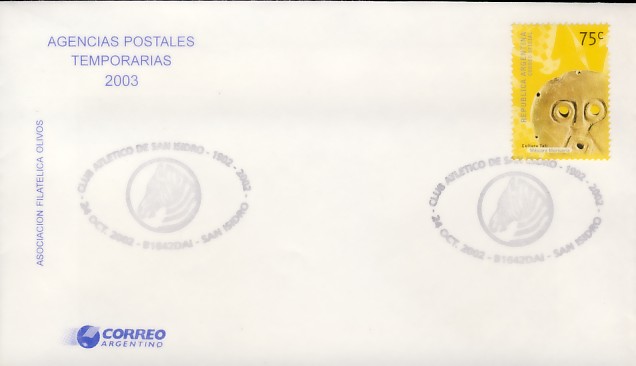 AGENCIAS POSTALES
TEMPORARIAS
2003
ASOCIACION FILATELICA OLIVOS
REPUBLICA ARGENTINA
75c
Cultura Tafí
CLUB ATLETICO DE SAN ISIDRO - 1902 - 2002 -
24 OCT. 2002 - B1642DAI - SAN ISIDRO -
CLUB ATLETICO DE SAN ISIDRO - 1902 - 2002 -
24 OCT. 2002 - B1642DAI - SAN ISIDRO -
CORREO
ARGENTINO